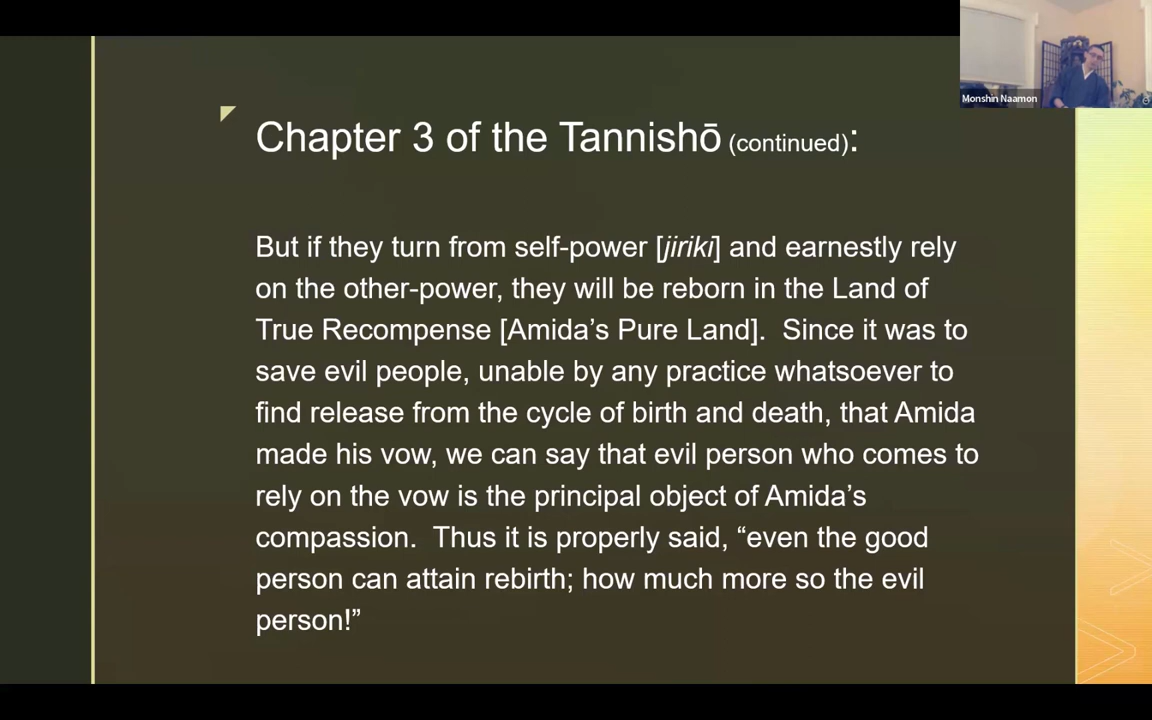 Monshin Naamon
Chapter 3 of the Tannishō (continued):
But if they turn from self-power [jiriki] and earnestly rely
on the other-power, they will be reborn in the Land of
True Recompense [Amida’s Pure Land].  Since it was to
save evil people, unable by any practice whatsoever to
find release from the cycle of birth and death, that Amida
made his vow, we can say that evil person who comes to
rely on the vow is the principal object of Amida’s
compassion.  Thus it is properly said, “even the good
person can attain rebirth; how much more so the evil
person!”